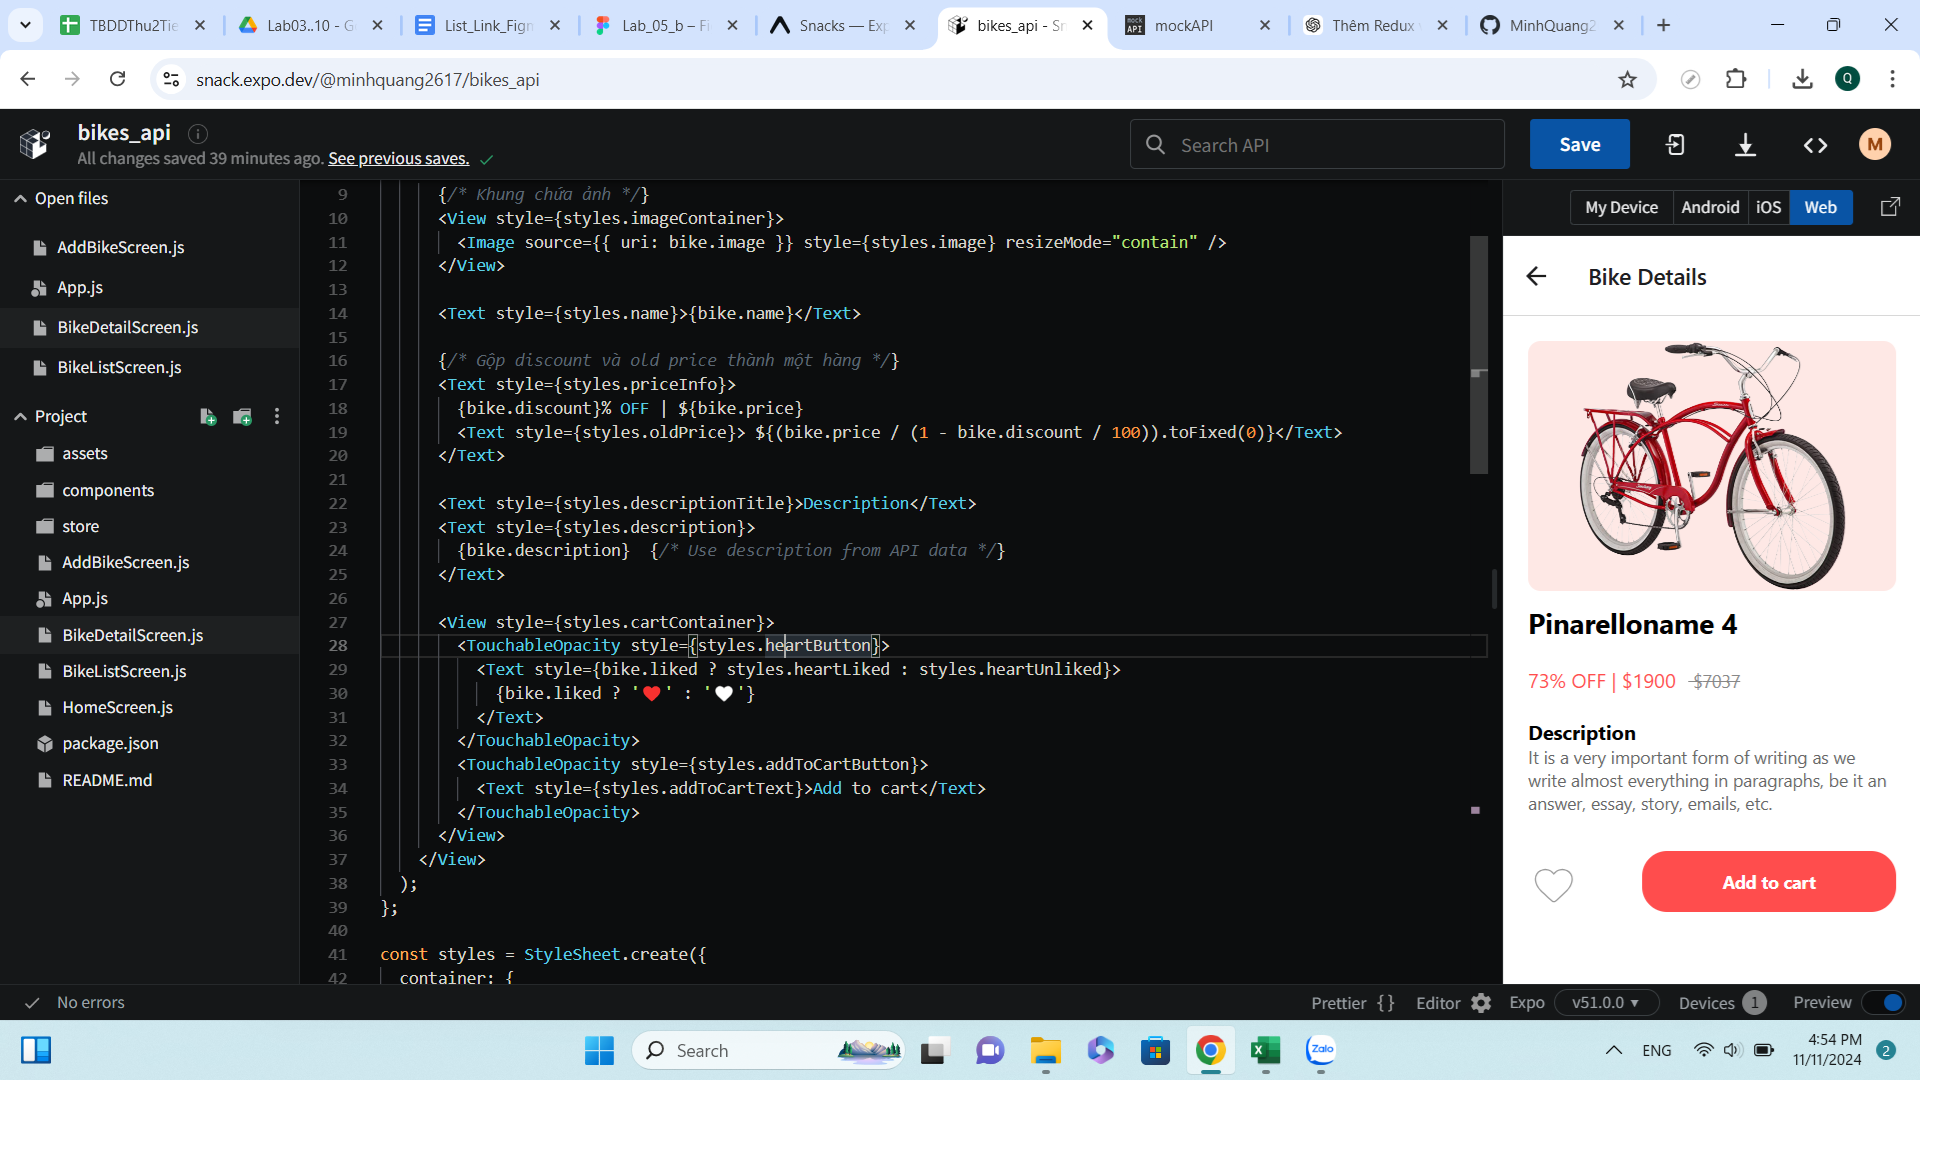 TBDDThu2Tie
Lab03..10 - G
List_Link_Fign
Lab_05_b – Fi
Snacks — Exp
bikes_api - Sn
mockAPI
Thêm Redux
MinhQuang2
snack.expo.dev/@minhquang2617/bikes_api
Q
bikes_api
All changes saved 39 minutes ago. See previous saves.
Search API
Save
M
Open files
AddBikeScreen.js
App.js
BikeDetailScreen.js
BikeListScreen.js
Project
assets
components
store
AddBikeScreen.js
App.js
BikeDetailScreen.js
BikeListScreen.js
HomeScreen.js
package.json
README.md
9 {/* Khung chứa ảnh */}
10 <View style={styles.imageContainer}>
11 <Image source={{ uri: bike.image }} style={styles.image} resizeMode="contain" />
12 </View>
13
14 <Text style={styles.name}>{bike.name}</Text>
15
16 {/* Gộp discount và old price thành một hàng */}
17 <Text style={styles.priceInfo}>
18 {bike.discount}% OFF | ${bike.price}
19 <Text style={styles.oldPrice}> ${(bike.price / (1 - bike.discount / 100)).toFixed(0)}</Text>
20 </Text>
21
22 <Text style={styles.descriptionTitle}>Description</Text>
23 <Text style={styles.description}>
24 {bike.description} {/* Use description from API data */}
25 </Text>
26
27 <View style={styles.cartContainer}>
28 <TouchableOpacity style={styles.heartButton}>
29 <Text style={bike.liked ? styles.heartLiked : styles.heartUnliked}>
30 {bike.liked ? '❤️' : '🤍'}
31 </Text>
32 </TouchableOpacity>
33 <TouchableOpacity style={styles.addToCartButton}>
34 <Text style={styles.addToCartText}>Add to cart</Text>
35 </TouchableOpacity>
36 </View>
37 </View>
38 );
39 };
40
41 const styles = StyleSheet.create({
42 container: {
My Device
Android
iOS
Web
Bike Details
Pinarelloname 4
73% OFF | $1900 $7037
Description
It is a very important form of writing as we
write almost everything in paragraphs, be it an
answer, essay, story, emails, etc.
Add to cart
No errors
Prettier { }
Editor
Expo
v51.0.0
Devices 1
Preview
Search
Zalo
ENG
4:54 PM
11/11/2024
2